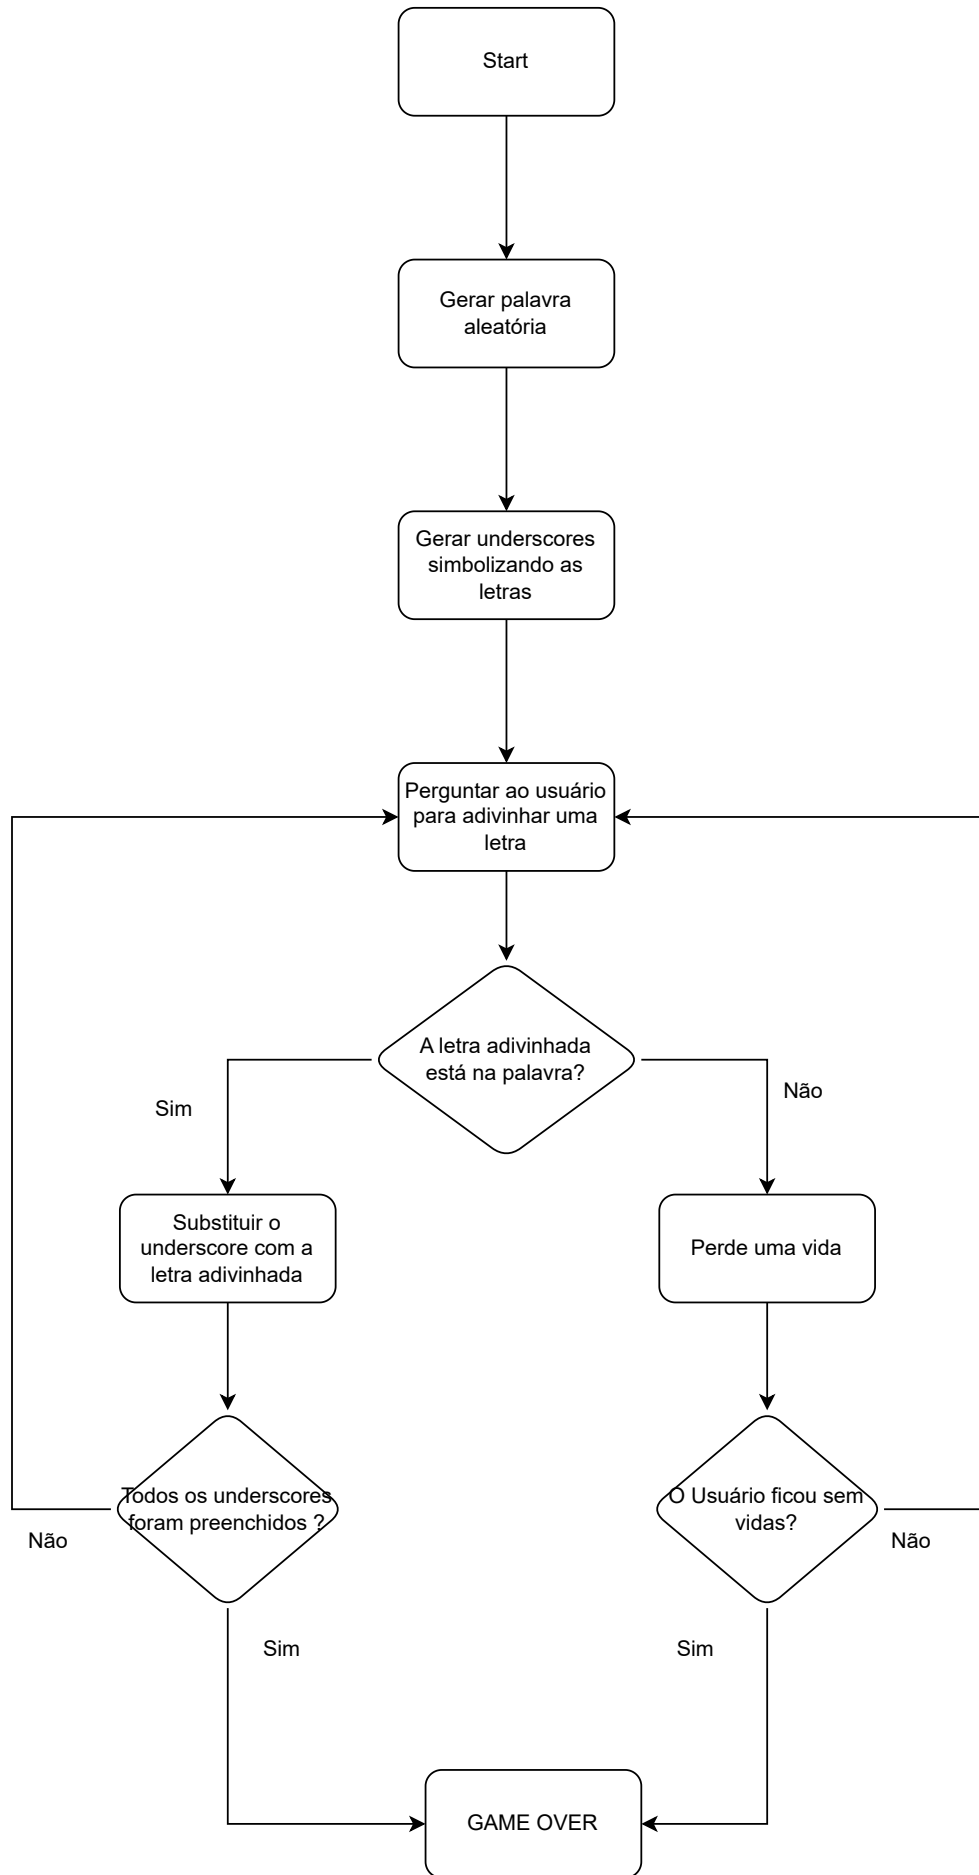 Start
Gerar palavra
aleatória
Gerar underscores
simbolizando as
letras
Perguntar ao usuário
para adivinhar uma
letra
A letra adivinhada
está na palavra?
Sim
Não
Substituir o
underscore com a
letra adivinhada
Perde uma vida
Todos os underscores
foram preenchidos ?
O Usuário ficou sem
vidas?
Não
Não
Sim
Sim
GAME OVER